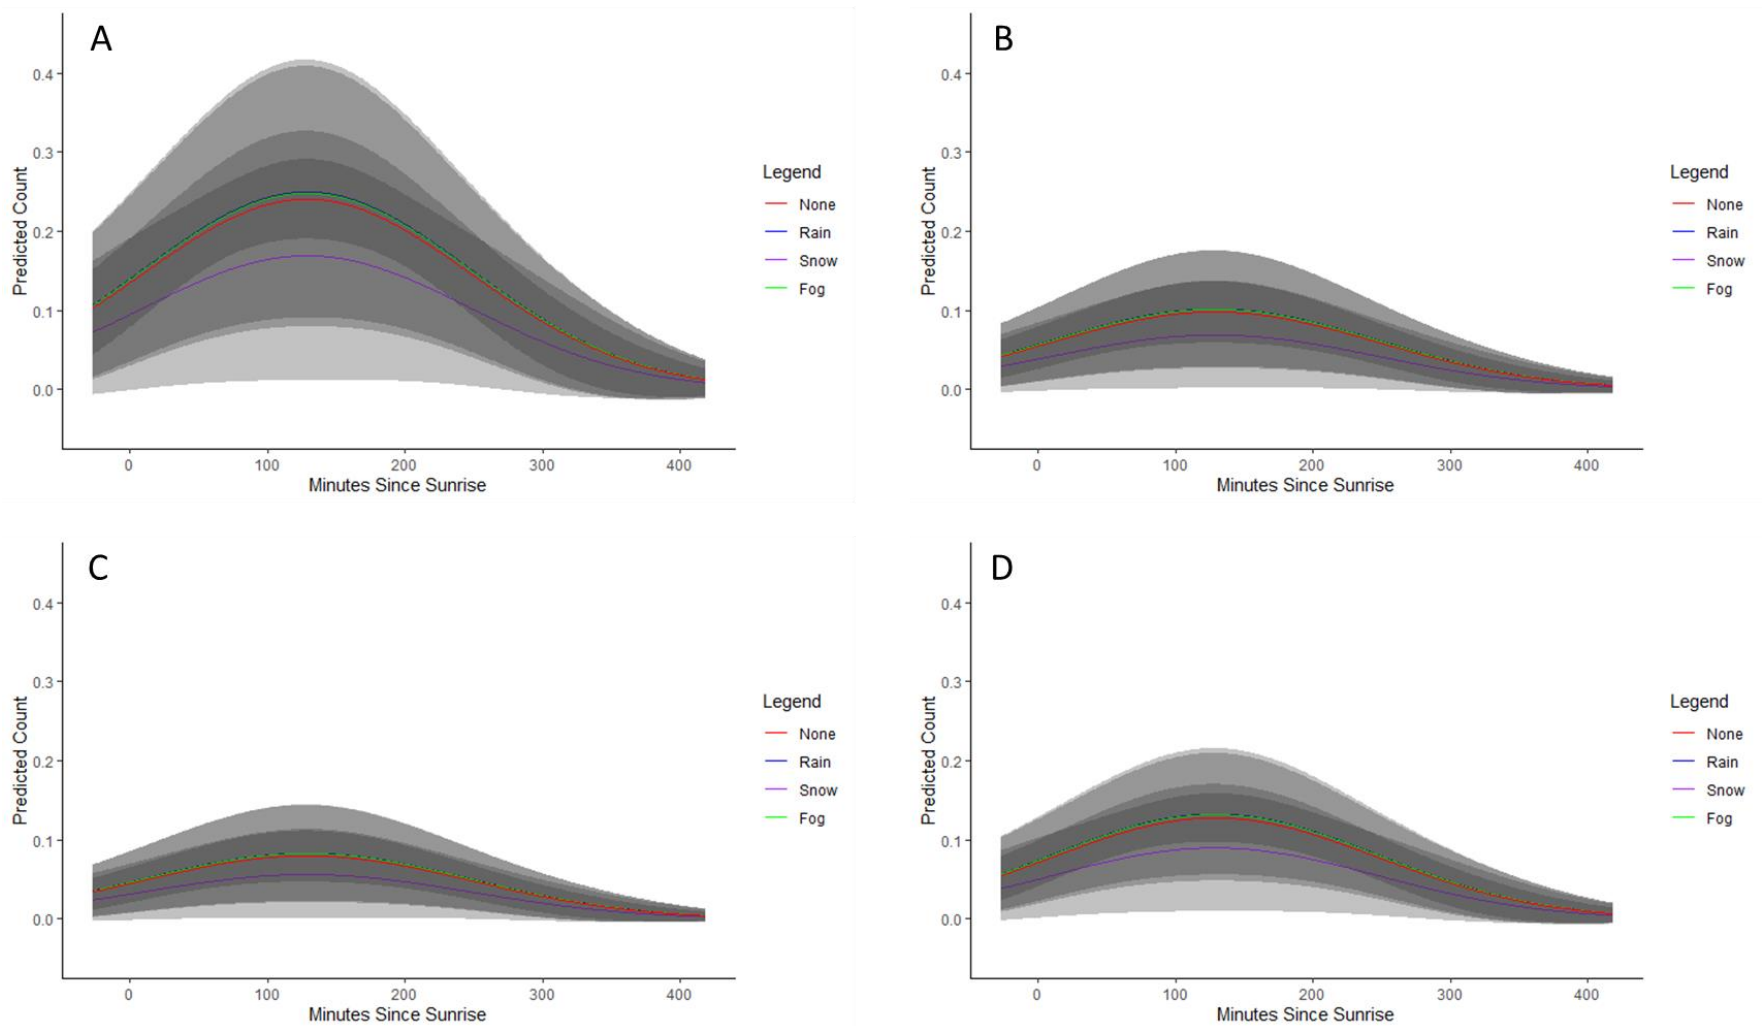 A
0.4
0.3
0.2
0.1
0.0
Predicted Count
0 100 200 300 400
Minutes Since Sunrise
Legend
None
Rain
Snow
Fog
B
0.4
0.3
0.2
0.1
0.0
Predicted Count
0 100 200 300 400
Minutes Since Sunrise
Legend
None
Rain
Snow
Fog
C
0.4
0.3
0.2
0.1
0.0
Predicted Count
0 100 200 300 400
Minutes Since Sunrise
Legend
None
Rain
Snow
Fog
D
0.4
0.3
0.2
0.1
0.0
Predicted Count
0 100 200 300 400
Minutes Since Sunrise
Legend
None
Rain
Snow
Fog